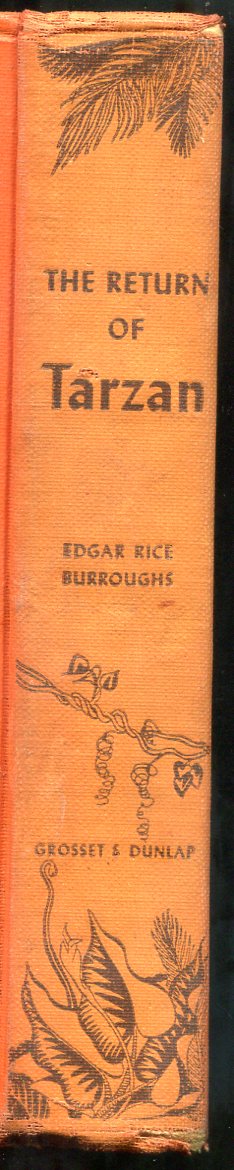 THE RETURN
OF
Tarzan
EDGAR RICE
BURROUGHS
GROSSET & DUNLAP